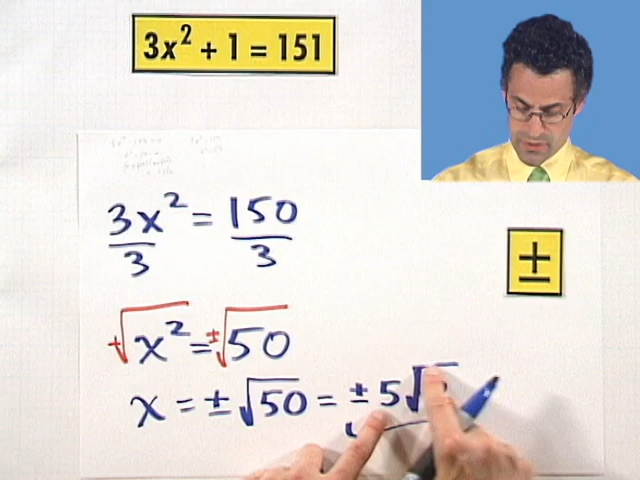 3x² + 1 = 151
±
3x² = 150
3 3
±√x² = ±√50
x = ± √50 = ± 5√